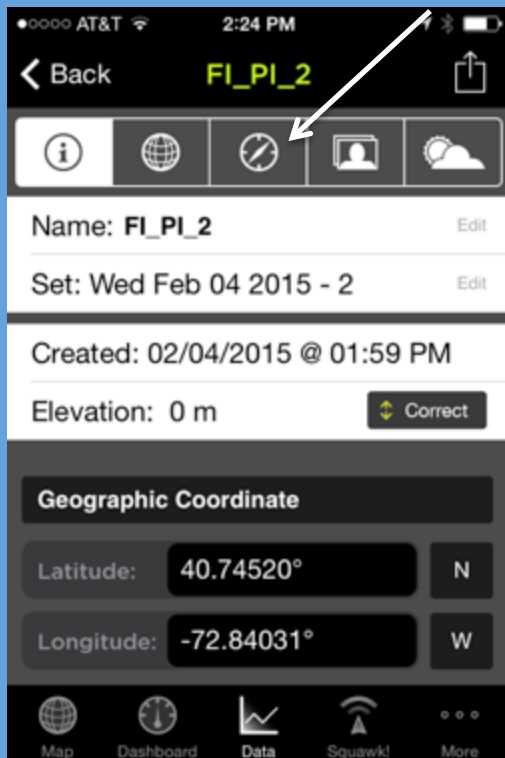 AT&T 2:24 PM
Back FI_PI_2
Name: FI_PI_2 Edit
Set: Wed Feb 04 2015 - 2 Edit
Created: 02/04/2015 @ 01:59 PM
Elevation: 0 m Correct
Geographic Coordinate
Latitude: 40.74520° N
Longitude: -72.84031° W
Map Dashboard Data Squawk! More